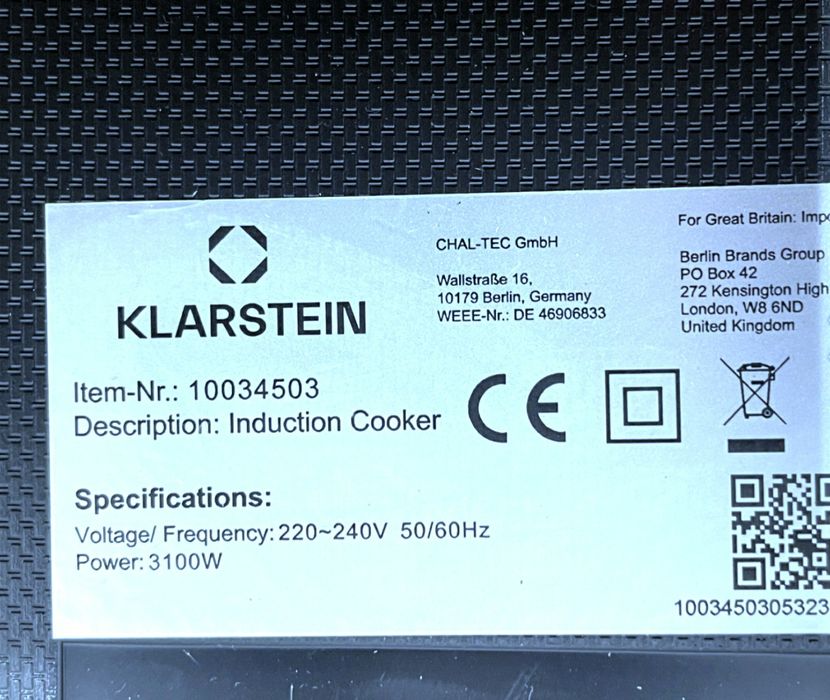 KLARSTEIN
CHAL-TEC GmbH
Wallstraße 16,
10179 Berlin, Germany
WEEE-Nr.: DE 46906833
For Great Britain:
Berlin Brands Group
PO Box 42
272 Kensington High
London, W8 6ND
United Kingdom
Item-Nr.: 10034503
Description: Induction Cooker
CE
Specifications:
Voltage/ Frequency: 220~240V 50/60Hz
Power: 3100W
1003450305323